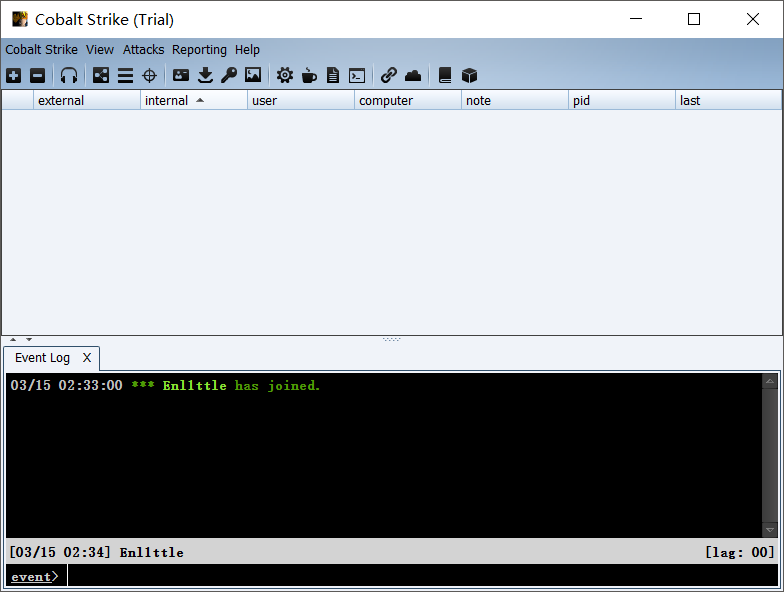 Cobalt Strike (Trial)
Cobalt Strike View Attacks Reporting Help
external internal user computer note pid last
Event Log X
03/15 02:33:00 *** Enl1ttle has joined.
[03/15 02:34] Enl1ttle [lag: 00]
event>